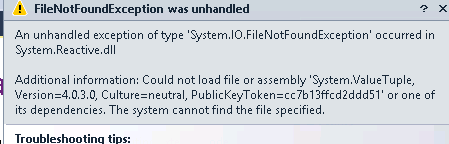 FileNotFoundException was unhandled
? ×
An unhandled exception of type 'System.IO.FileNotFoundException' occurred in
System.Reactive.dll
Additional information: Could not load file or assembly 'System.ValueTuple,
Version=4.0.3.0, Culture=neutral, PublicKeyToken=cc7b13ffcd2ddd51' or one of
its dependencies. The system cannot find the file specified.
Troubleshooting tips: